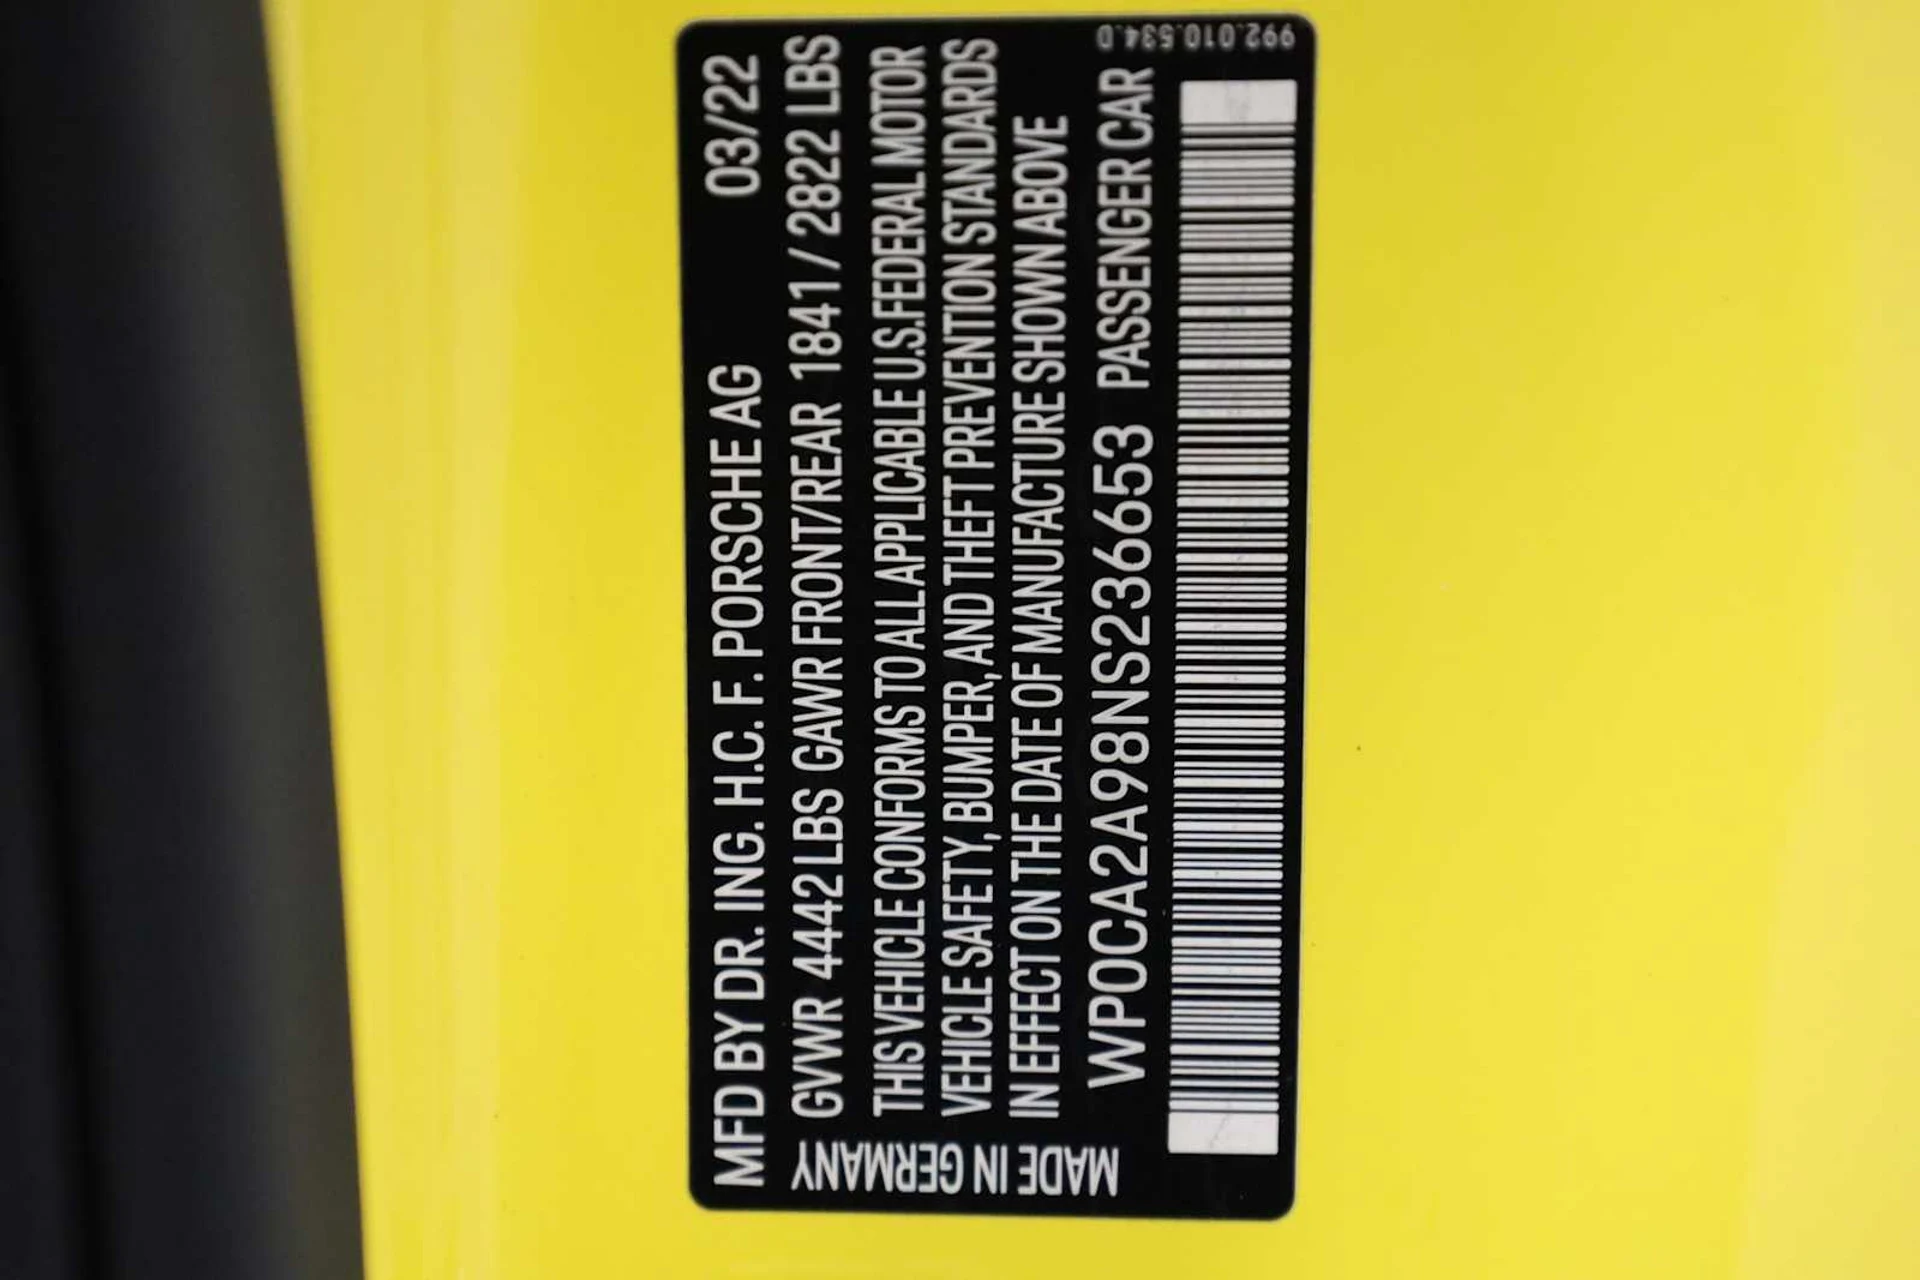 MFD BY DR. ING. H.C. F. PORSCHE AG 03/22
GVWR 4442 LBS GAWR FRONT/REAR 1841 / 2822 LBS
THIS VEHICLE CONFORMS TO ALL APPLICABLE U.S. FEDERAL MOTOR
VEHICLE SAFETY, BUMPER, AND THEFT PREVENTION STANDARDS
IN EFFECT ON THE DATE OF MANUFACTURE SHOWN ABOVE
WP0CA2A98NS236653 PASSENGER CAR
MADE IN GERMANY
992.010.534.D